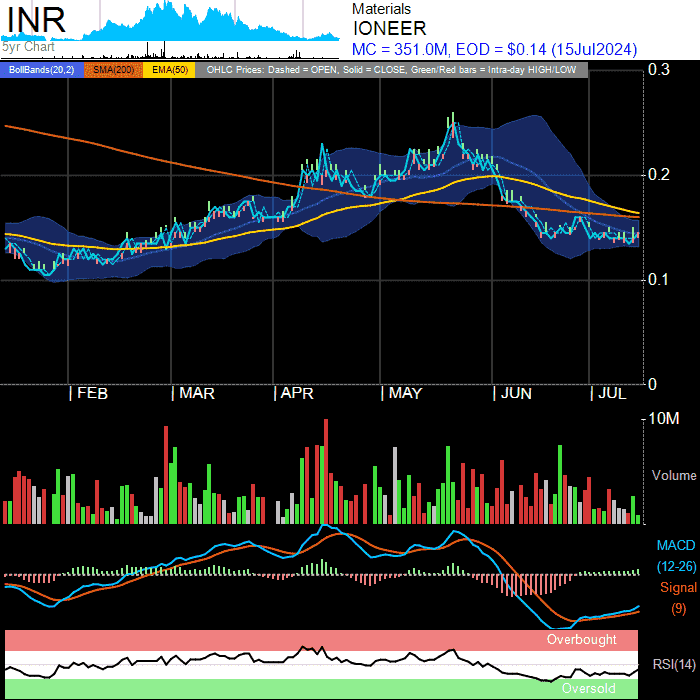 INR
Materials
IONEER
MC = 351.0M, EOD = $0.14 (15Jul2024)
5yr Chart
BollBands(20,2) SMA(200) EMA(50) OHLC Prices: Dashed = OPEN, Solid = CLOSE, Green/Red bars = Intra-day HIGH/LOW
0.3
0.2
0.1
0
| FEB | MAR | APR | MAY | JUN | JUL
10M
Volume
MACD
(12-26)
Signal
(9)
Overbought
RSI(14)
Oversold